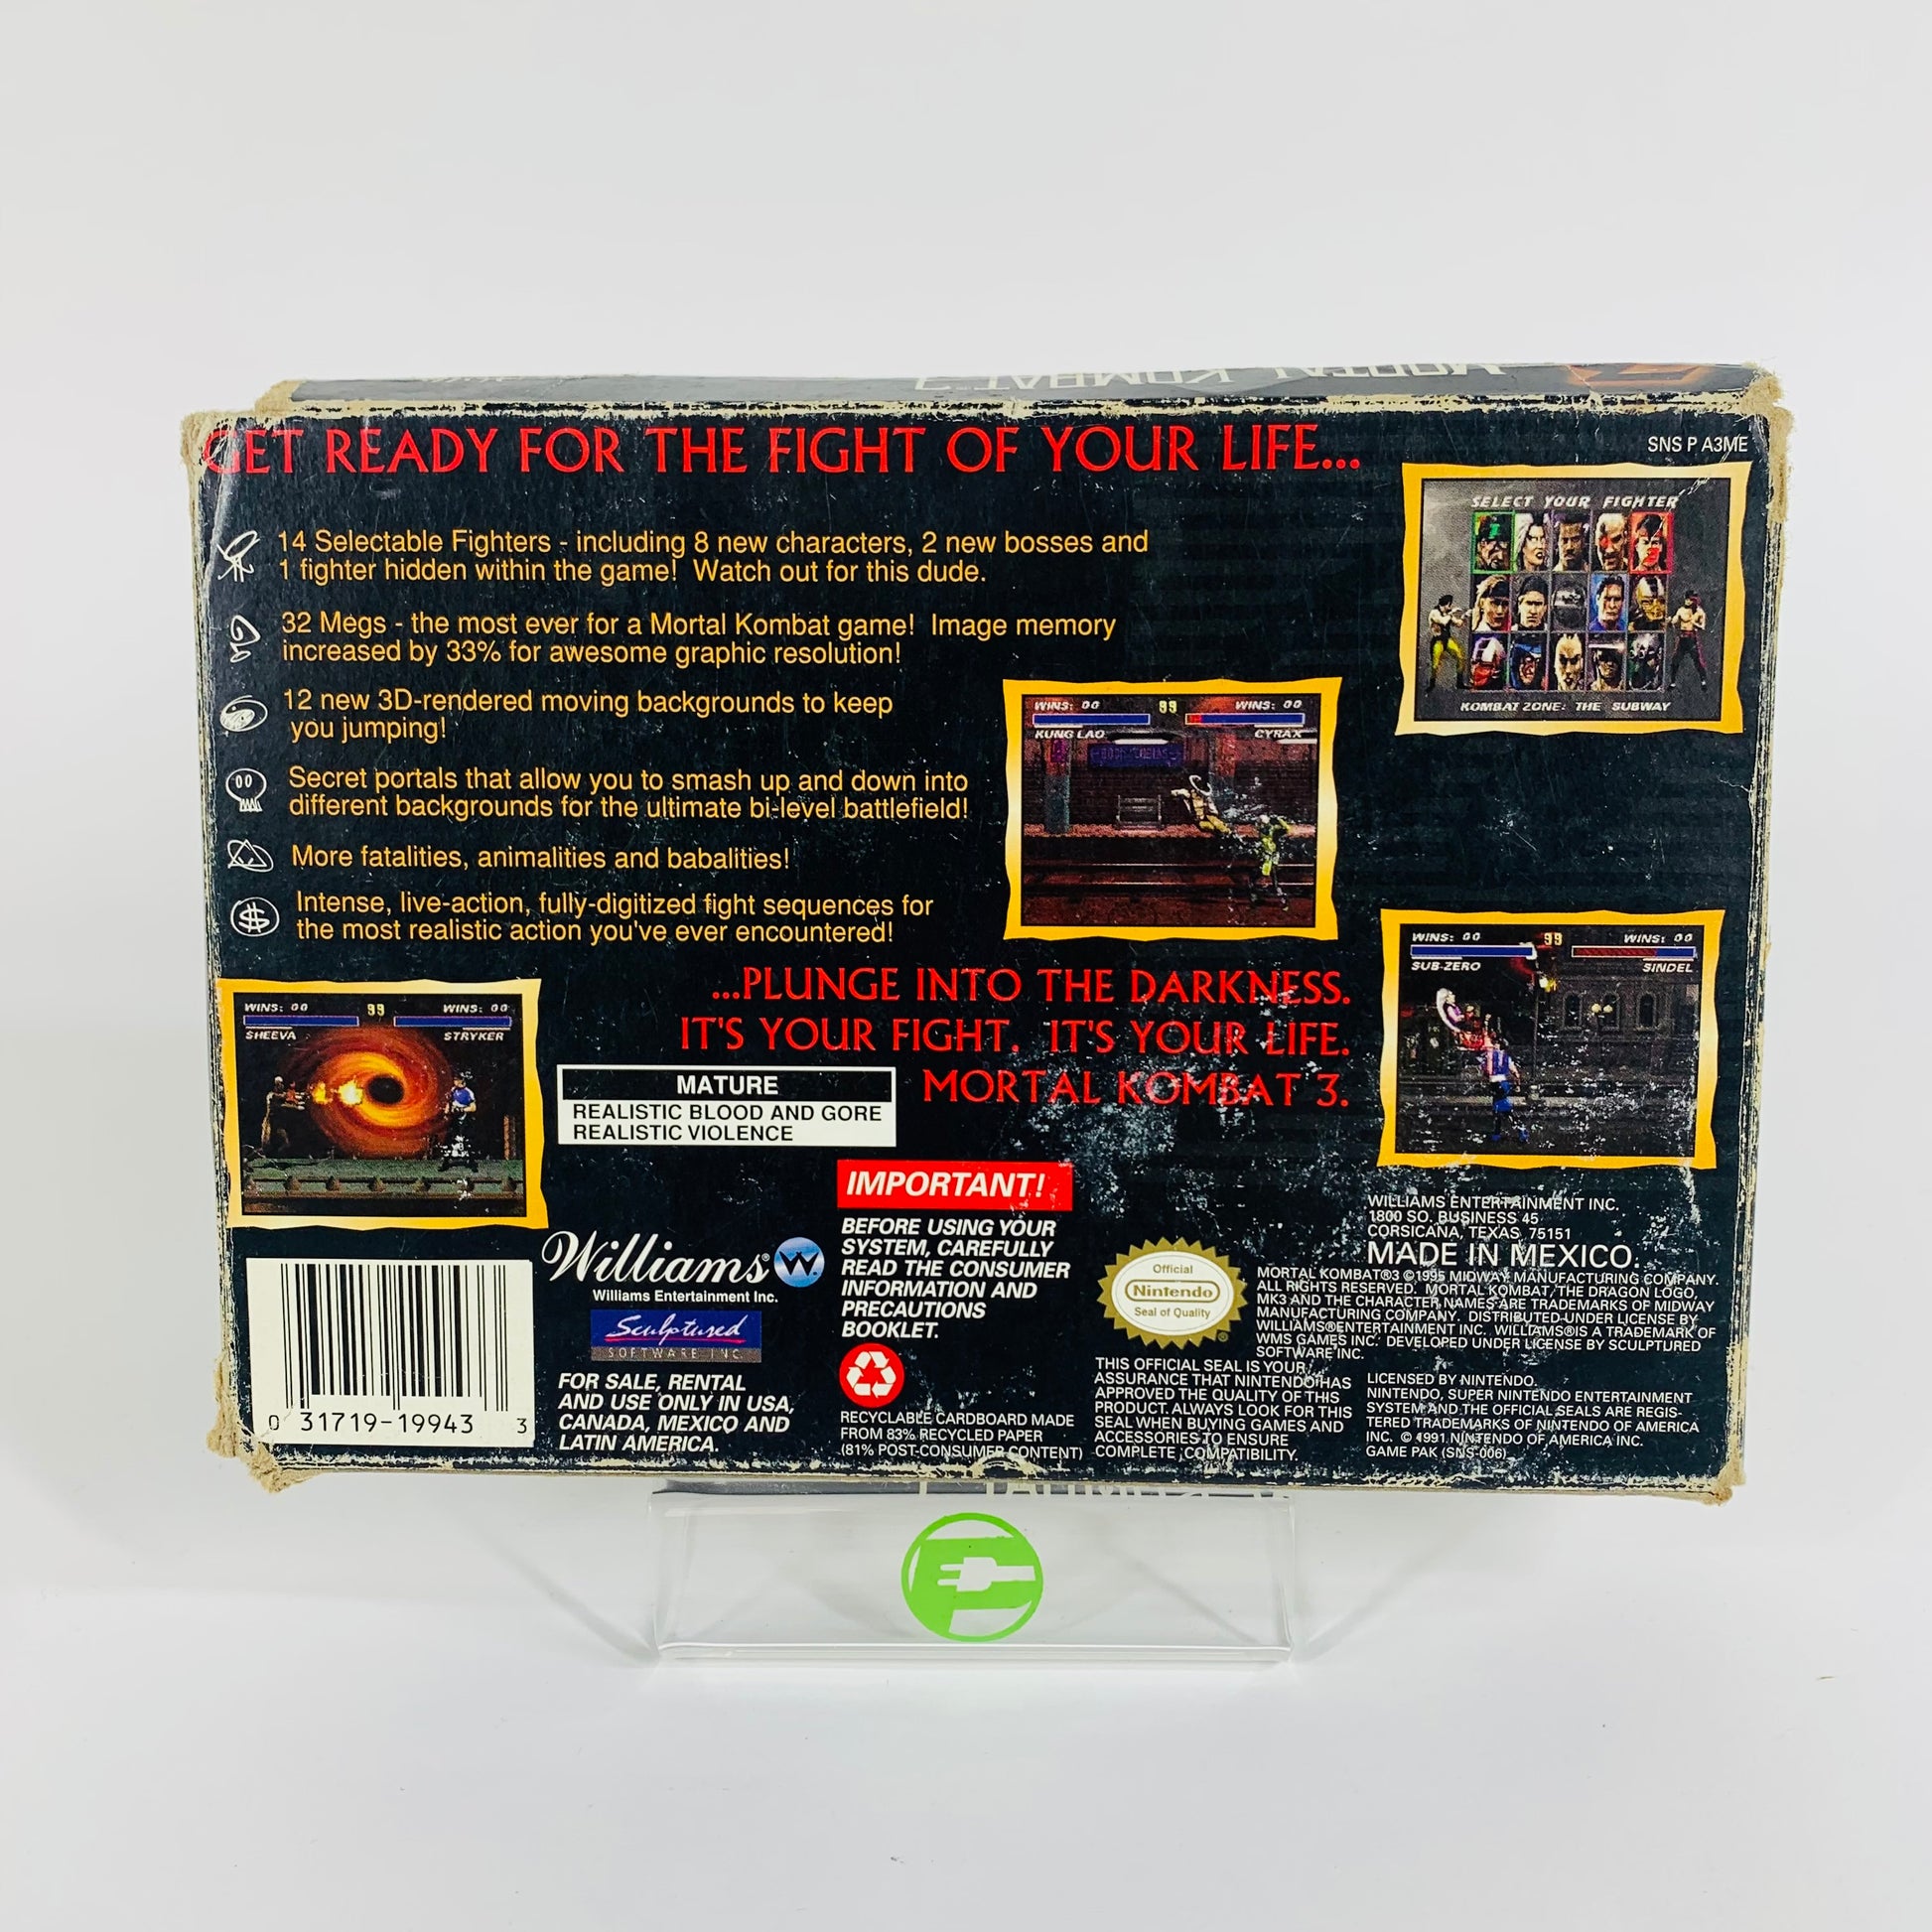 MORTAL KOMBAT 3
GET READY FOR THE FIGHT OF YOUR LIFE...
SNS P A3ME
14 Selectable Fighters - including 8 new characters, 2 new bosses and
1 fighter hidden within the game! Watch out for this dude.
32 Megs - the most ever for a Mortal Kombat game! Image memory
increased by 33% for awesome graphic resolution!
12 new 3D-rendered moving backgrounds to keep
you jumping!
Secret portals that allow you to smash up and down into
different backgrounds for the ultimate bi-level battlefield!
More fatalities, animalities and babalities!
Intense, live-action, fully-digitized fight sequences for
the most realistic action you've ever encountered!
SELECT YOUR FIGHTER
KOMBAT ZONE: THE SUBWAY
WINS: 00 99 WINS: 00
KUNG LAO CYRAX
WINS: 00 99 WINS: 00
SUB-ZERO SINDEL
WINS: 00 99 WINS: 00
SHEEVA STRYKER
...PLUNGE INTO THE DARKNESS.
IT'S YOUR FIGHT. IT'S YOUR LIFE.
MORTAL KOMBAT 3.
MATURE
REALISTIC BLOOD AND GORE
REALISTIC VIOLENCE
0 31719-19943 3
Williams® W
Williams Entertainment Inc.
Sculptured
SOFTWARE INC.
FOR SALE, RENTAL
AND USE ONLY IN USA,
CANADA, MEXICO AND
LATIN AMERICA.
IMPORTANT!
BEFORE USING YOUR
SYSTEM, CAREFULLY
READ THE CONSUMER
INFORMATION AND
PRECAUTIONS
BOOKLET.
RECYCLABLE CARDBOARD MADE
FROM 83% RECYCLED PAPER
(81% POST-CONSUMER CONTENT)
Official
Nintendo
Seal of Quality
®
THIS OFFICIAL SEAL IS YOUR
ASSURANCE THAT NINTENDO HAS
APPROVED THE QUALITY OF THIS
PRODUCT. ALWAYS LOOK FOR THIS
SEAL WHEN BUYING GAMES AND
ACCESSORIES TO ENSURE
COMPLETE COMPATIBILITY.
WILLIAMS ENTERTAINMENT INC.
1800 SO. BUSINESS 45
CORSICANA, TEXAS 75151
MADE IN MEXICO.
MORTAL KOMBAT®3 ©1995 MIDWAY MANUFACTURING COMPANY.
ALL RIGHTS RESERVED. MORTAL KOMBAT, THE DRAGON LOGO,
MK3 AND THE CHARACTER NAMES ARE TRADEMARKS OF MIDWAY
MANUFACTURING COMPANY. DISTRIBUTED UNDER LICENSE BY
WILLIAMS®ENTERTAINMENT INC. WILLIAMS®IS A TRADEMARK OF
WMS GAMES INC. DEVELOPED UNDER LICENSE BY SCULPTURED
SOFTWARE INC.
LICENSED BY NINTENDO.
NINTENDO, SUPER NINTENDO ENTERTAINMENT
SYSTEM AND THE OFFICIAL SEALS ARE REGIS-
TERED TRADEMARKS OF NINTENDO OF AMERICA
INC. © 1991 NINTENDO OF AMERICA INC.
GAME PAK (SNS-006)